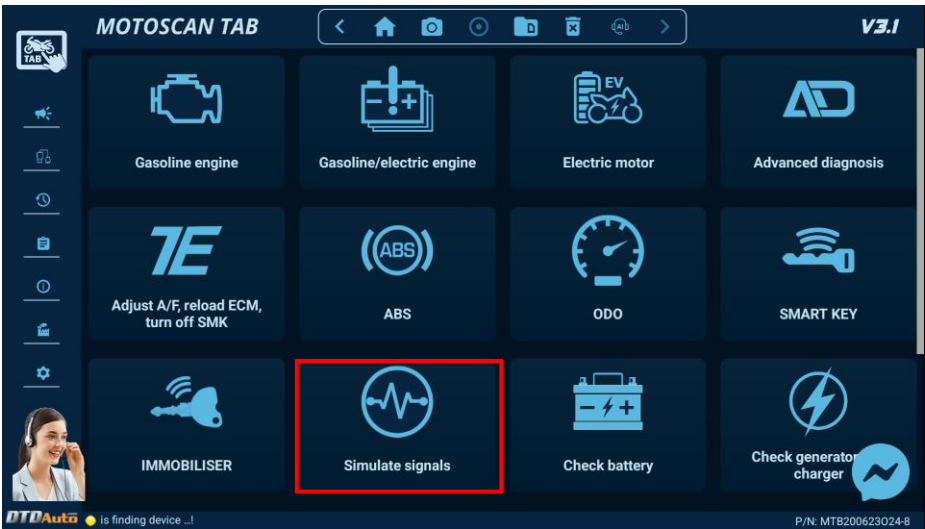 MOTOSCAN TAB
V3.1
TAB
EV
Gasoline engine
Gasoline/electric engine
Electric motor
Advanced diagnosis
ABS
Adjust A/F, reload ECM,
turn off SMK
ABS
ODO
SMART KEY
IMMOBILISER
Simulate signals
Check battery
Check generator
charger
DTDAuto
is finding device ...!
P/N: MTB200623O24-8